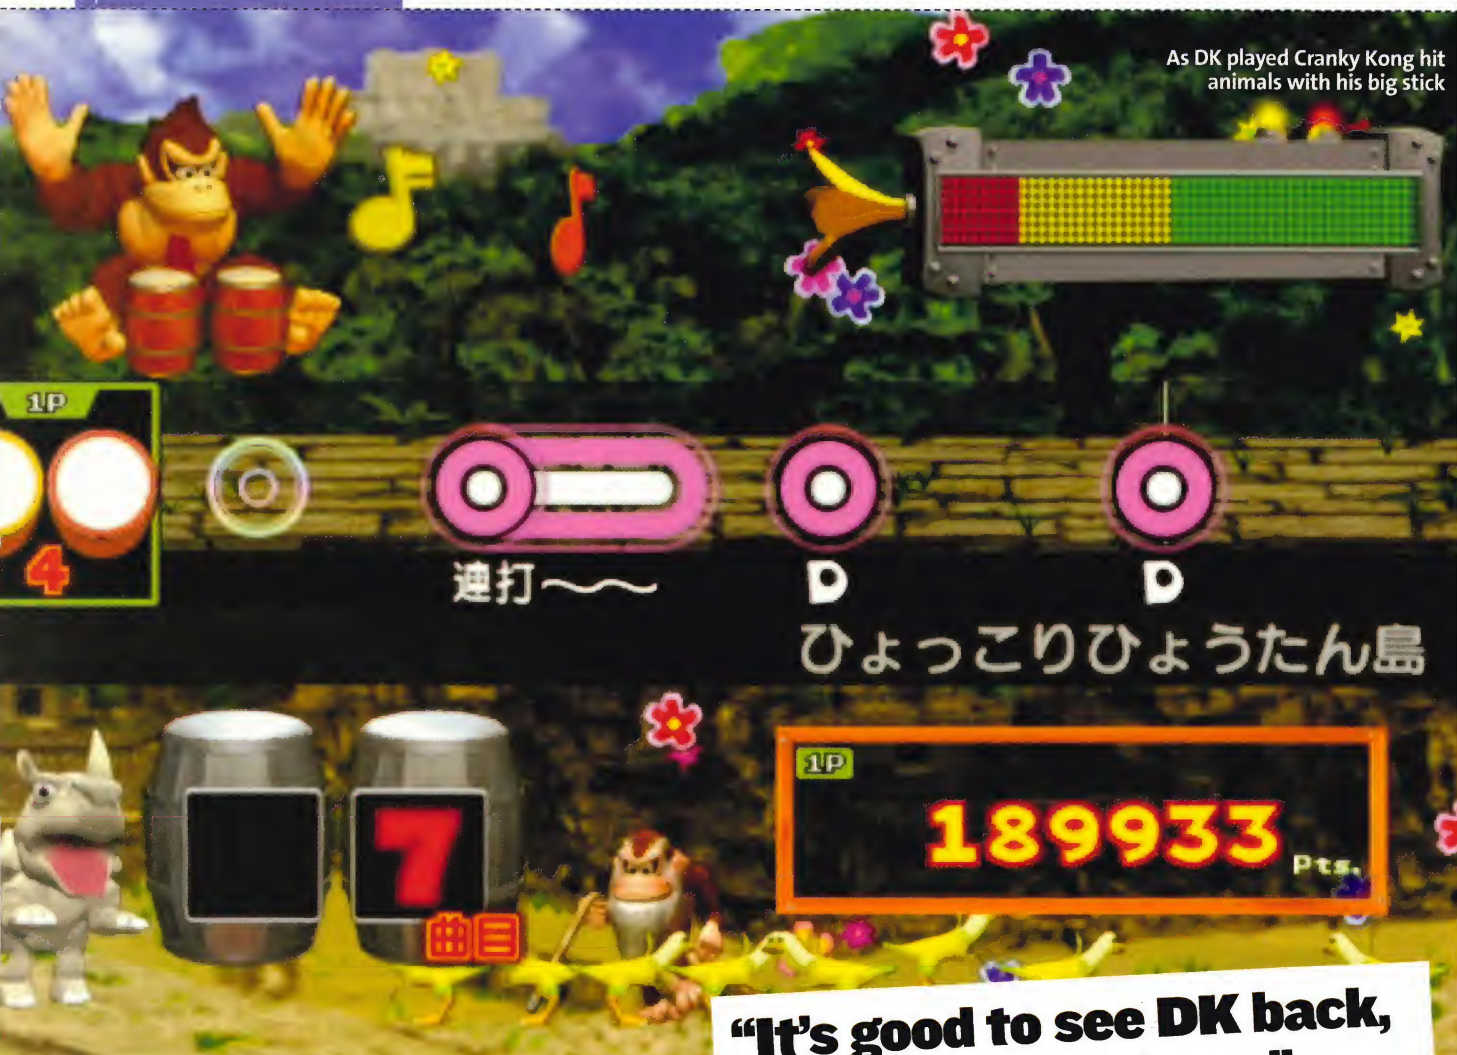 As DK played Cranky Kong hit
animals with his big stick
1P
4
連打〜〜
D
D
ひょっこりひょうたん島
7
曲目
1P
189933
Pts.
“It’s good to see DK back,